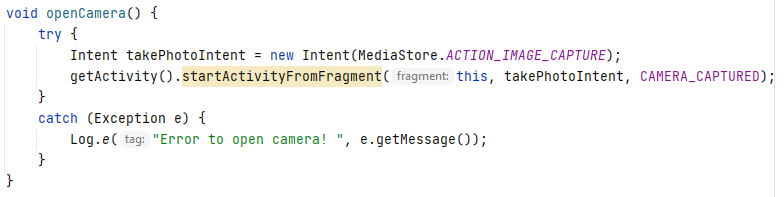 void openCamera() {
    try {
        Intent takePhotoIntent = new Intent(MediaStore.ACTION_IMAGE_CAPTURE);
        getActivity().startActivityFromFragment( fragment: this, takePhotoIntent, CAMERA_CAPTURED);
    }
    catch (Exception e) {
        Log.e( tag: "Error to open camera! ", e.getMessage());
    }
}